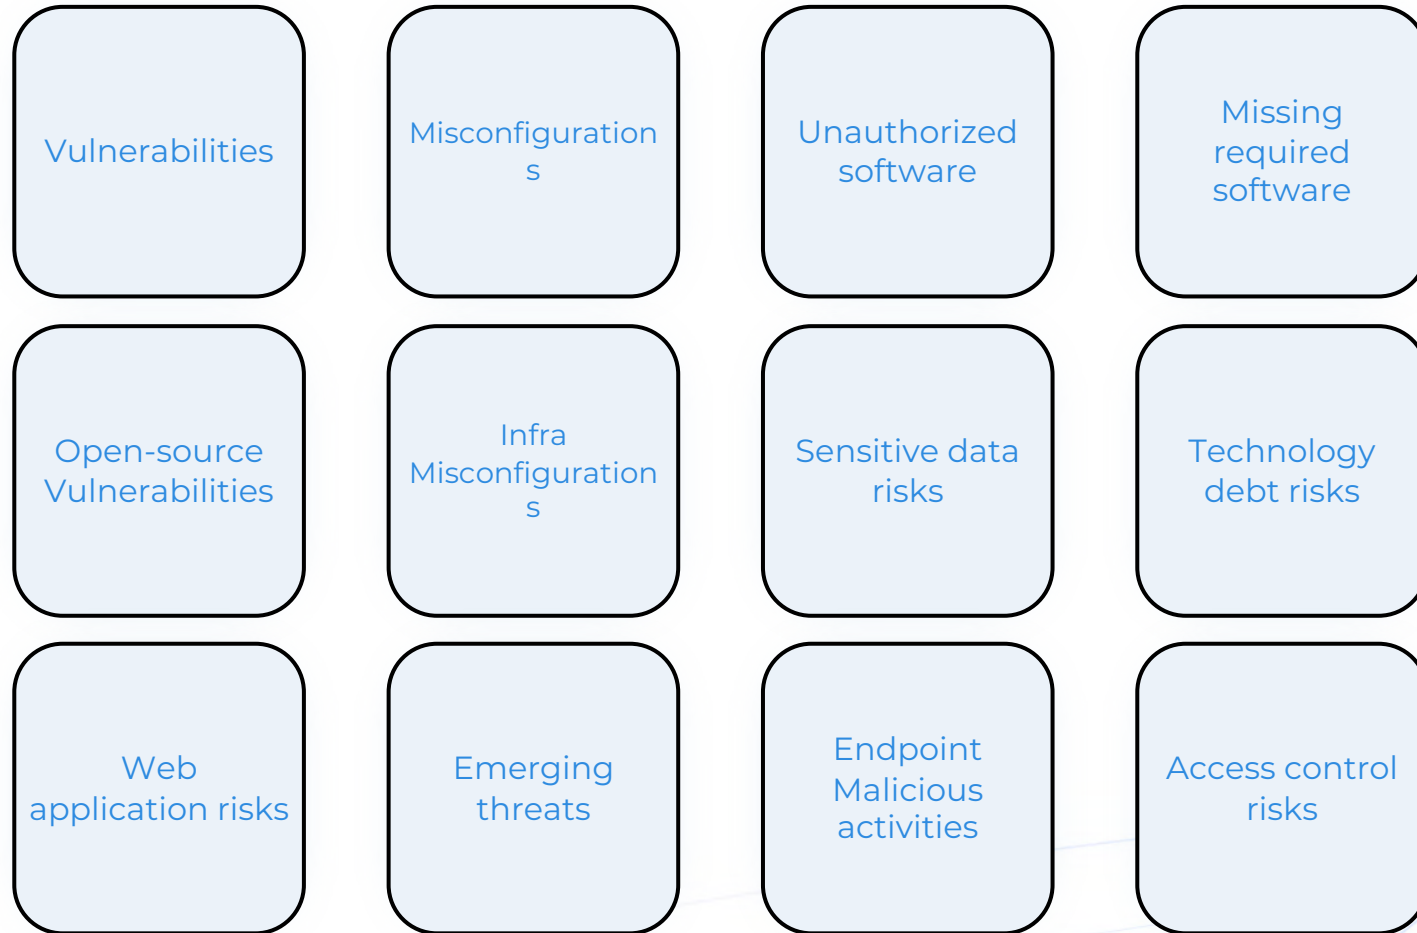 Vulnerabilities
Misconfiguration
s
Unauthorized
software
Missing
required
software
Open-source
Vulnerabilities
Infra
Misconfiguration
s
Sensitive data
risks
Technology
debt risks
Web
application risks
Emerging
threats
Endpoint
Malicious
activities
Access control
risks